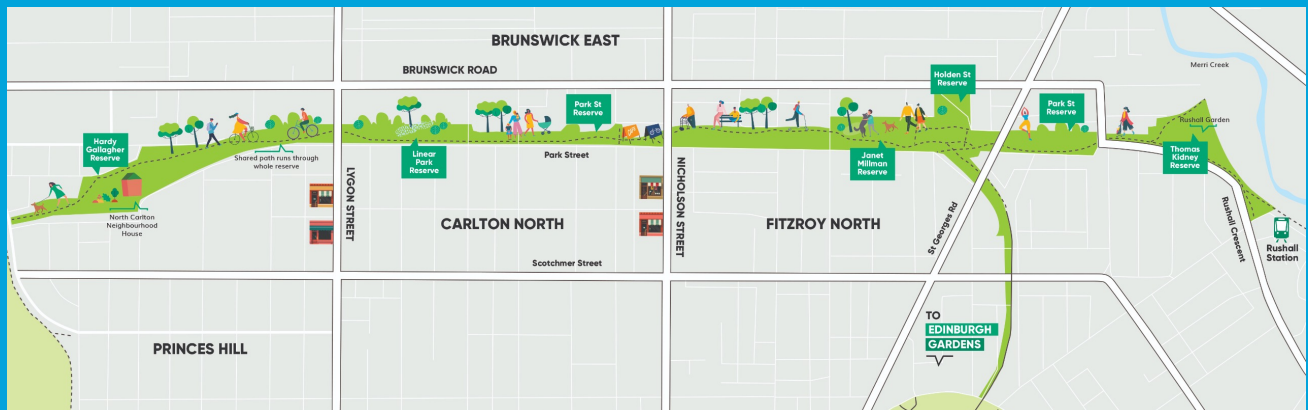 BRUNSWICK EAST
BRUNSWICK ROAD
Merri Creek
Holden St
Reserve
Park St
Reserve
Park St
Reserve
Hardy
Gallagher
Reserve
Rushall Garden
Shared path runs through
whole reserve
Linear
Park
Reserve
Park Street
Janet
Millman
Reserve
Thomas
Kidney
Reserve
North Carlton
Neighbourhood
House
LYGON STREET
CARLTON NORTH
NICHOLSON STREET
FITZROY NORTH
St Georges Rd
Rushall Crescent
Rushall
Station
Scotchmer Street
TO
EDINBURGH
GARDENS
PRINCES HILL